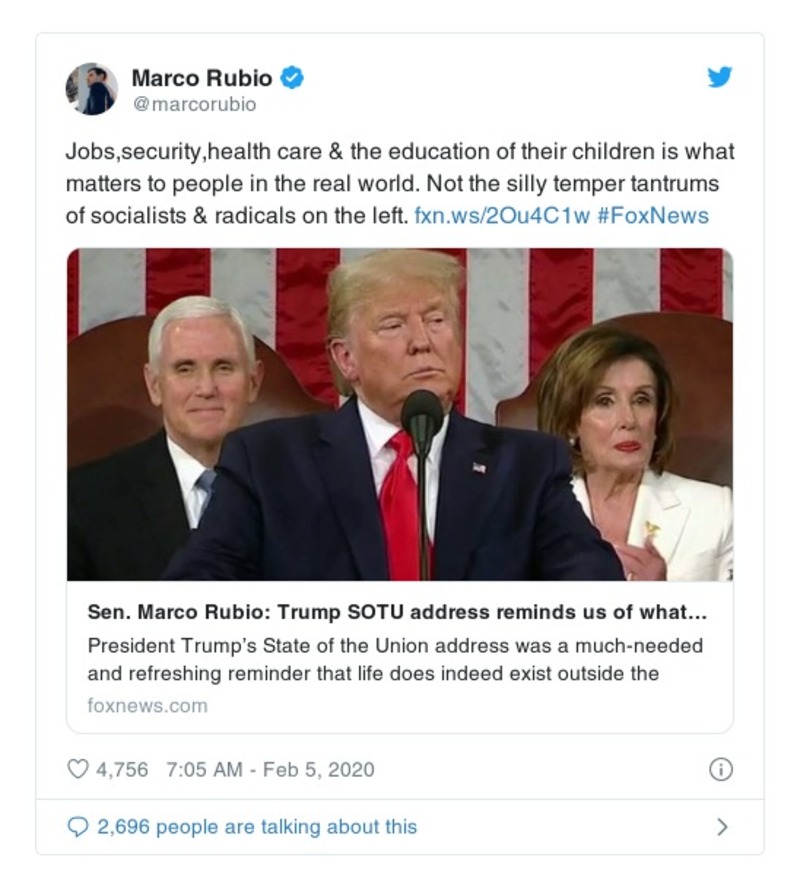 Marco Rubio
@marcorubio
Jobs,security,health care & the education of their children is what
matters to people in the real world. Not the silly temper tantrums
of socialists & radicals on the left. fxn.ws/2Ou4C1w #FoxNews
Sen. Marco Rubio: Trump SOTU address reminds us of what...
President Trump's State of the Union address was a much-needed
and refreshing reminder that life does indeed exist outside the
foxnews.com
4,756 7:05 AM - Feb 5, 2020
2,696 people are talking about this